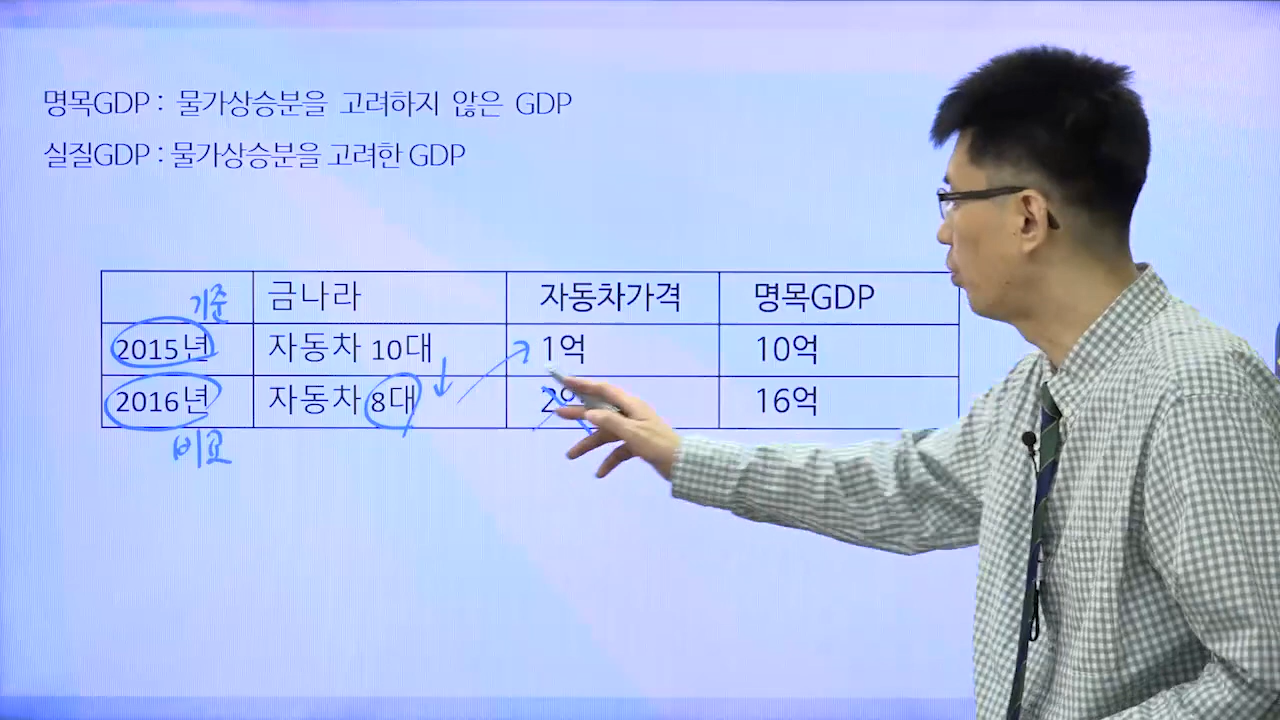 명목GDP : 물가상승분을 고려하지 않은 GDP
실질GDP : 물가상승분을 고려한 GDP
기준 금나라 자동차가격 명목GDP
2015년 자동차 10대 1억 10억
2016년 자동차 8대 2억 16억
비교